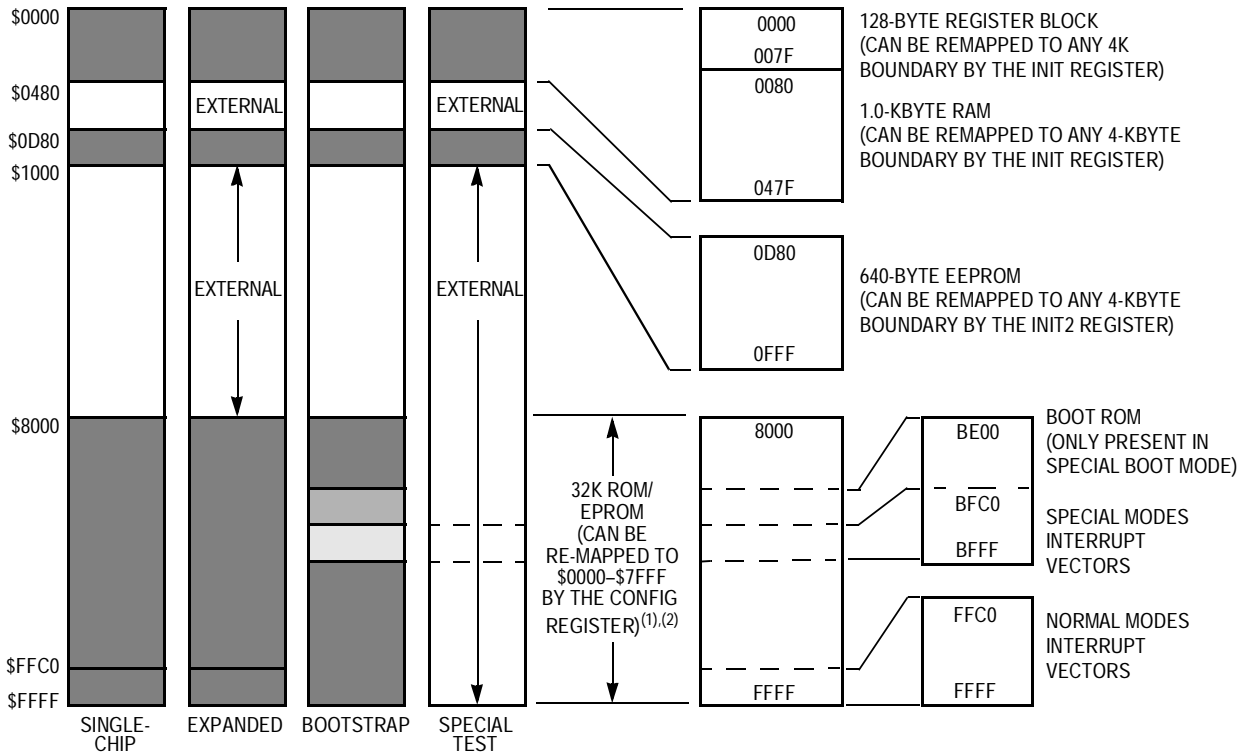 $0000
$0480
$0D80
$1000
$8000
$FFC0
$FFFF
EXTERNAL
EXTERNAL
EXTERNAL
EXTERNAL
SINGLE-
CHIP
EXPANDED
BOOTSTRAP
SPECIAL
TEST
32K ROM/
EPROM
(CAN BE
RE-MAPPED TO
$0000–$7FFF
BY THE CONFIG
REGISTER)(1),(2)
0000
007F
0080
047F
128-BYTE REGISTER BLOCK
(CAN BE REMAPPED TO ANY 4K
BOUNDARY BY THE INIT REGISTER)
1.0-KBYTE RAM
(CAN BE REMAPPED TO ANY 4-KBYTE
BOUNDARY BY THE INIT REGISTER)
0D80
0FFF
640-BYTE EEPROM
(CAN BE REMAPPED TO ANY 4-KBYTE
BOUNDARY BY THE INIT2 REGISTER)
8000
FFFF
BE00
BFC0
BFFF
BOOT ROM
(ONLY PRESENT IN
SPECIAL BOOT MODE)
SPECIAL MODES
INTERRUPT
VECTORS
FFC0
FFFF
NORMAL MODES
INTERRUPT
VECTORS